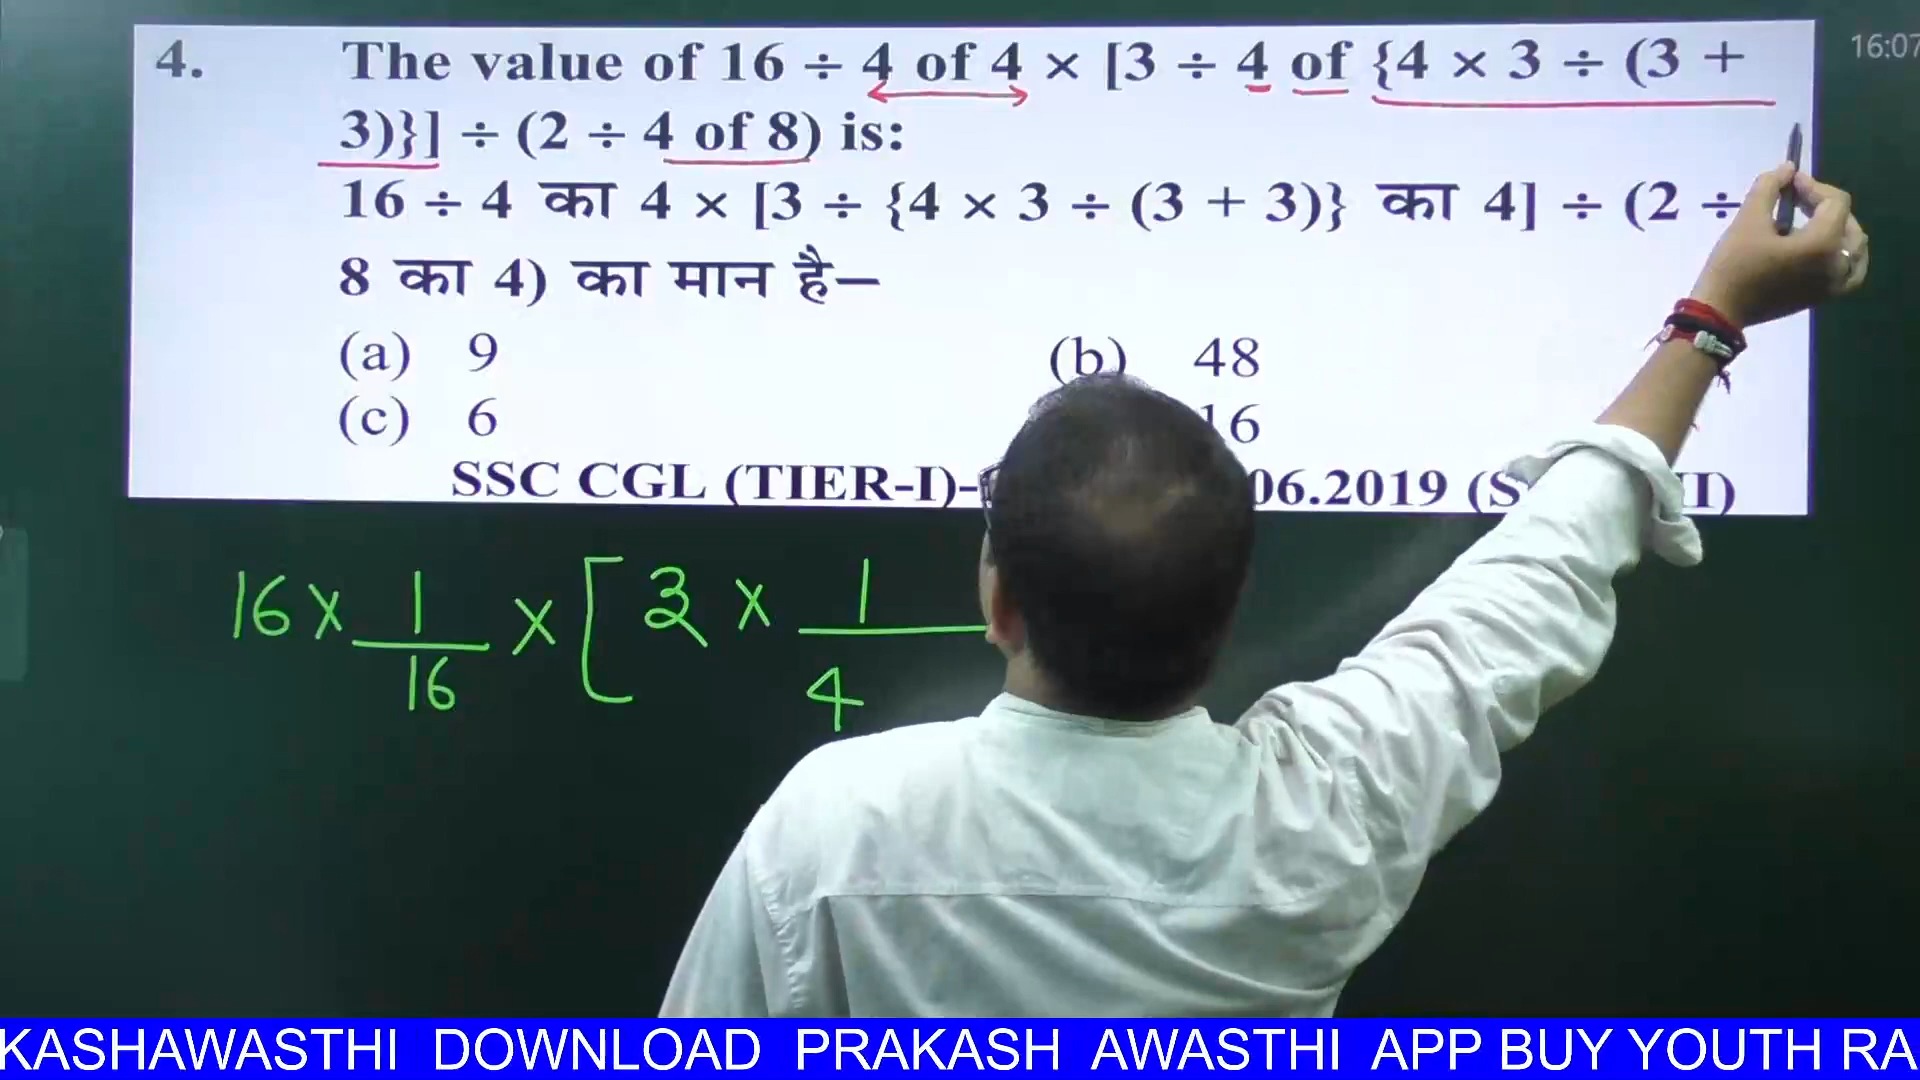 16:07
4. The value of 16 ÷ 4 of 4 × [3 ÷ 4 of {4 × 3 ÷ (3 +
3)}] ÷ (2 ÷ 4 of 8) is:
16 ÷ 4 का 4 × [3 ÷ {4 × 3 ÷ (3 + 3)} का 4] ÷ (2 ÷
8 का 4) का मान है–
(a) 9 (b) 48
(c) 6 16
SSC CGL (TIER-I)- 06.2019 (S II)
16 × 1/16 × [ 3 × 1/4
KASHAWASTHI DOWNLOAD PRAKASH AWASTHI APP BUY YOUTH RA